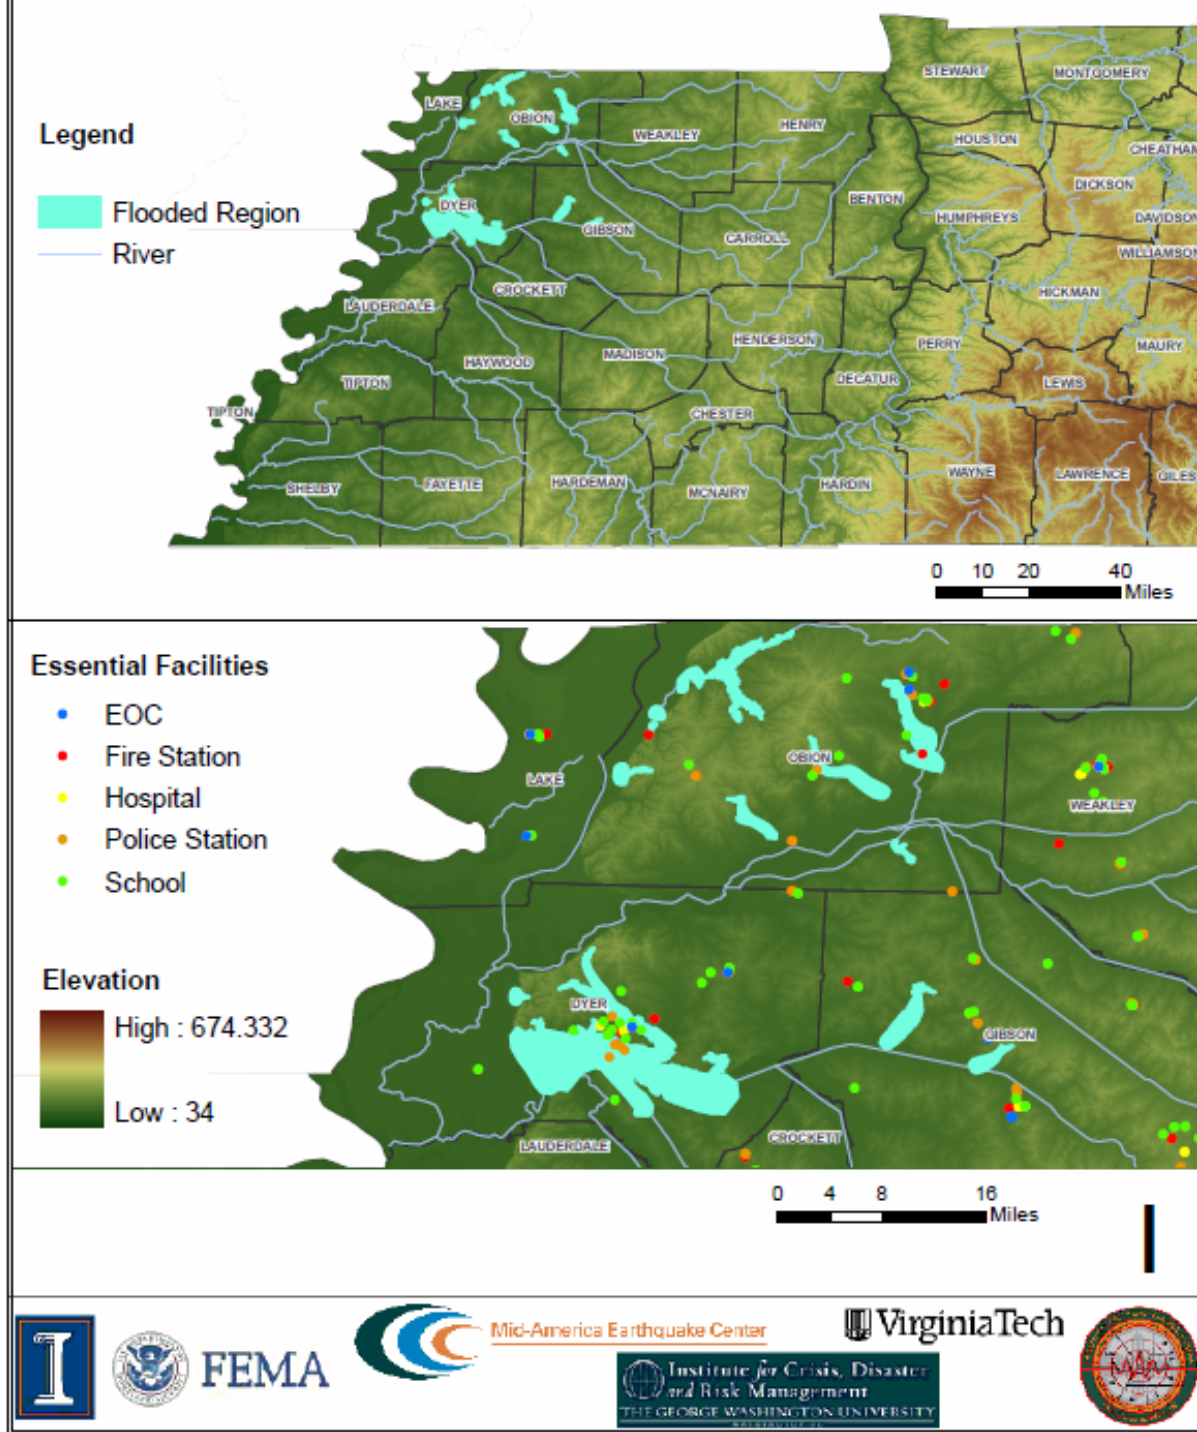 STEWART
MONTGOMERY
LAKE
OBION
Legend
WEAKLEY
HENRY
HOUSTON
CHEATHAM
DICKSON
Flooded Region
DYER
BENTON
HUMPHREYS
DAVIDSON
GIBSON
CARROLL
River
WILLIAMSON
CROCKETT
HICKMAN
LAUDERDALE
HENDERSON
PERRY
MAURY
MADISON
HAYWOOD
TIPTON
DECATUR
LEWIS
TIPTON
CHESTER
SHELBY
FAYETTE
HARDEMAN
MCNAIRY
HARDIN
WAYNE
LAWRENCE
GILES
0 10 20 40
Miles
Essential Facilities
EOC
Fire Station
Hospital
Police Station
School
LAKE
OBION
WEAKLEY
Elevation
High : 674.332
Low : 34
DYER
GIBSON
CROCKETT
LAUDERDALE
0 4 8 16
Miles
I
FEMA
Mid-America Earthquake Center
VirginiaTech
Institute for Crisis, Disaster
and Risk Management
THE GEORGE WASHINGTON UNIVERSITY